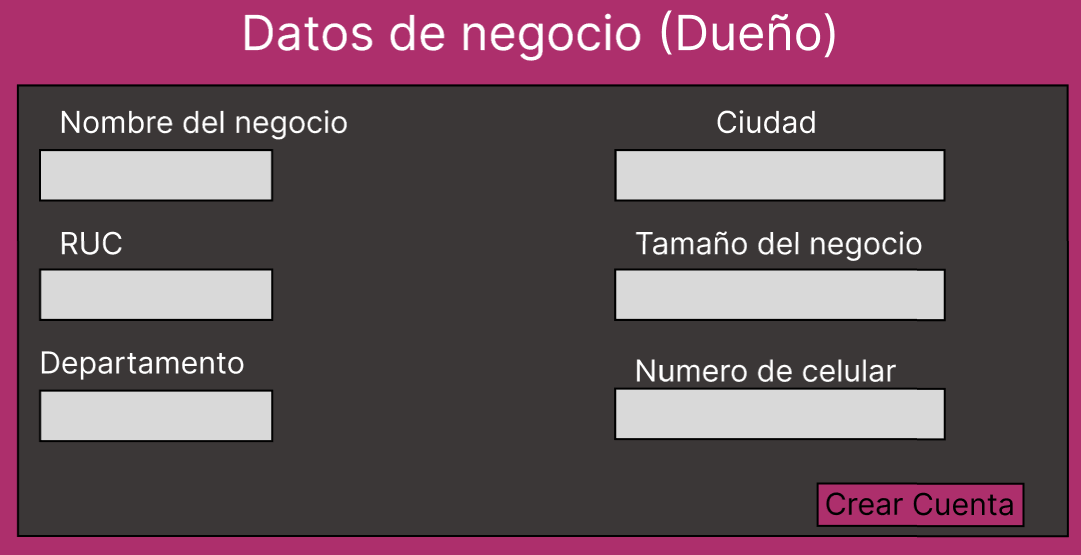 Datos de negocio (Dueño)
Nombre del negocio
Ciudad
RUC
Tamaño del negocio
Departamento
Numero de celular
Crear Cuenta